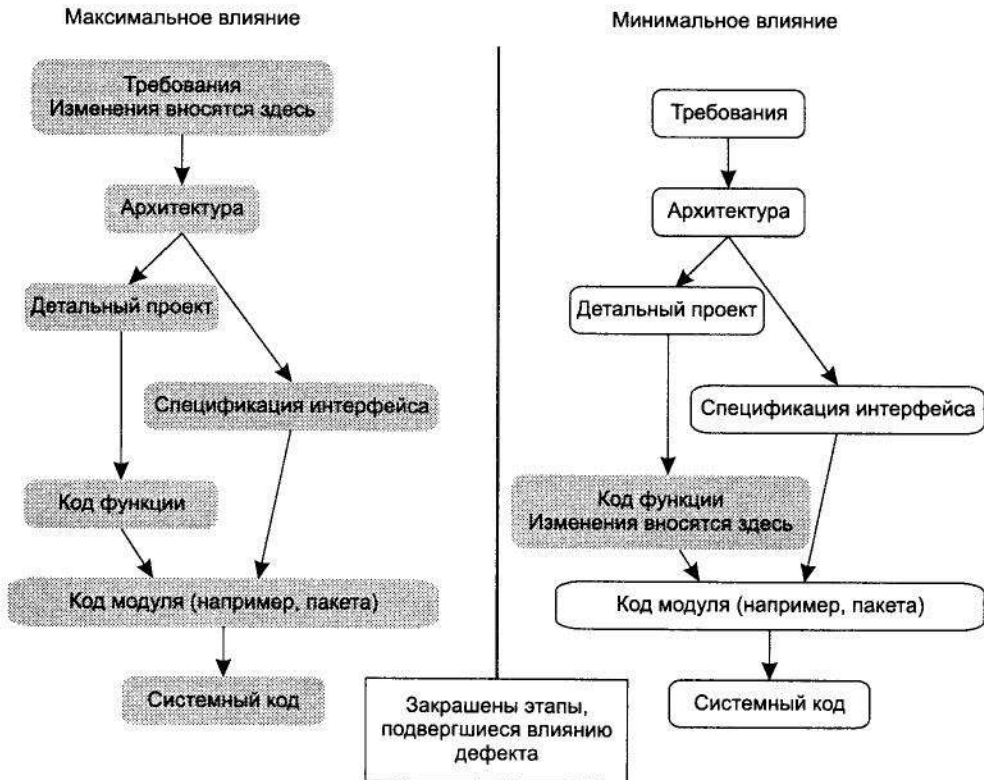 Максимальное влияние
Требования
Изменения вносятся здесь
Архитектура
Детальный проект
Спецификация интерфейса
Код функции
Код модуля (например, пакета)
Системный код
Минимальное влияние
Требования
Архитектура
Детальный проект
Спецификация интерфейса
Код функции
Изменения вносятся здесь
Код модуля (например, пакета)
Системный код
Закрашены этапы,
подвергшиеся влиянию
дефекта